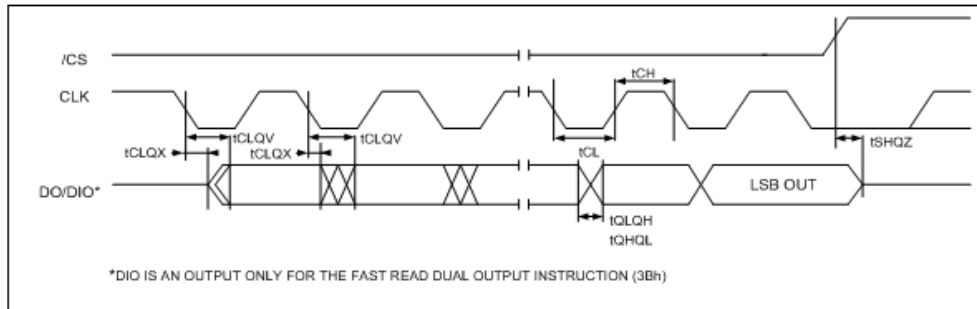 /CS
tCH
CLK
tCLQV
tCLQV
tCLQX
tCLQX
tCL
tSHQZ
DO/DIO*
LSB OUT
tQLQH
tQHQL
*DIO IS AN OUTPUT ONLY FOR THE FAST READ DUAL OUTPUT INSTRUCTION (3Bh)